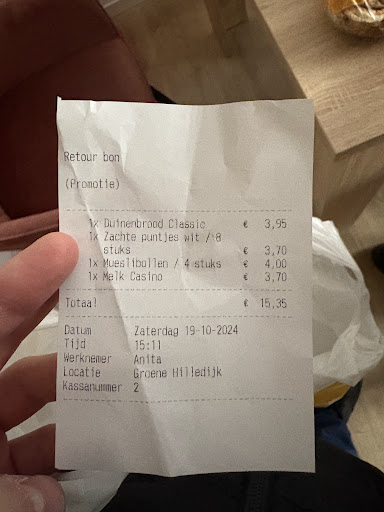 Retour bon
(Promotie)
1x Duinenbrood Classic € 3,95
1x Zachte puntjes wit / 8
stuks € 3,70
1x Mueslibollen / 4 stuks € 4,00
1x Melk Casino € 3,70
Totaal € 15,35
Datum Zaterdag 19-10-2024
Tijd 15:11
Werknemer Anita
Locatie Groene Hilledijk
Kassanummer 2